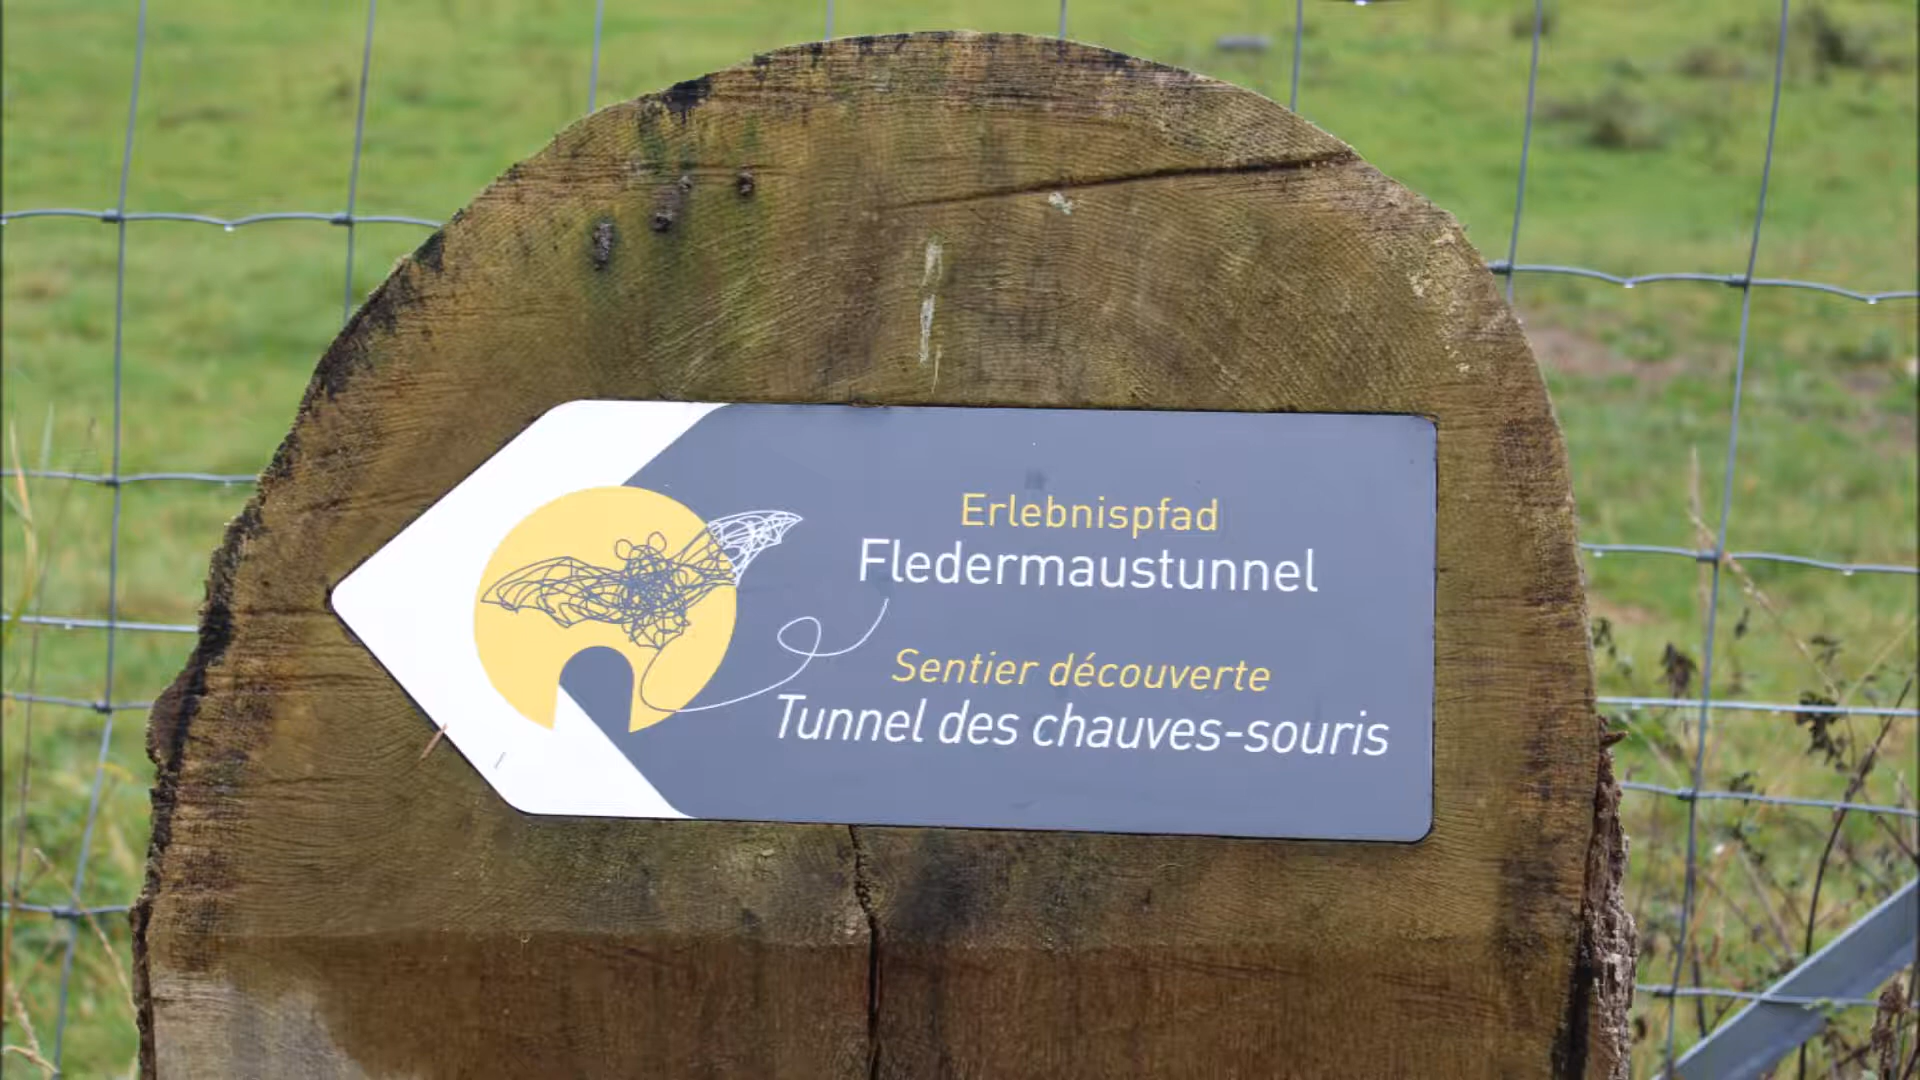 Erlebnispfad
Fledermaustunnel
Sentier découverte
Tunnel des chauves-souris